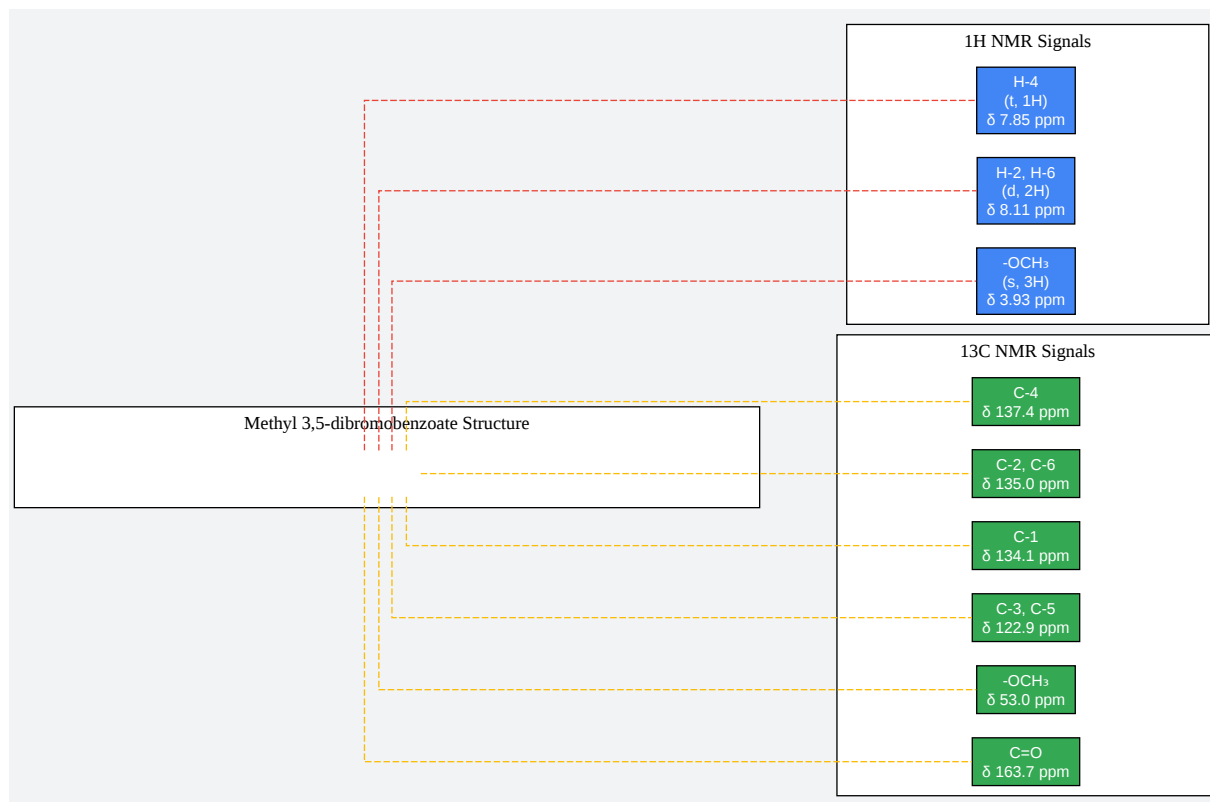 1H NMR Signals
H-4
(t, 1H)
δ 7.85 ppm
H-2, H-6
(d, 2H)
δ 8.11 ppm
-OCH₃
(s, 3H)
δ 3.93 ppm
13C NMR Signals
C-4
δ 137.4 ppm
Methyl 3,5-dibromobenzoate Structure
C-2, C-6
δ 135.0 ppm
C-1
δ 134.1 ppm
C-3, C-5
δ 122.9 ppm
-OCH₃
δ 53.0 ppm
C=O
δ 163.7 ppm